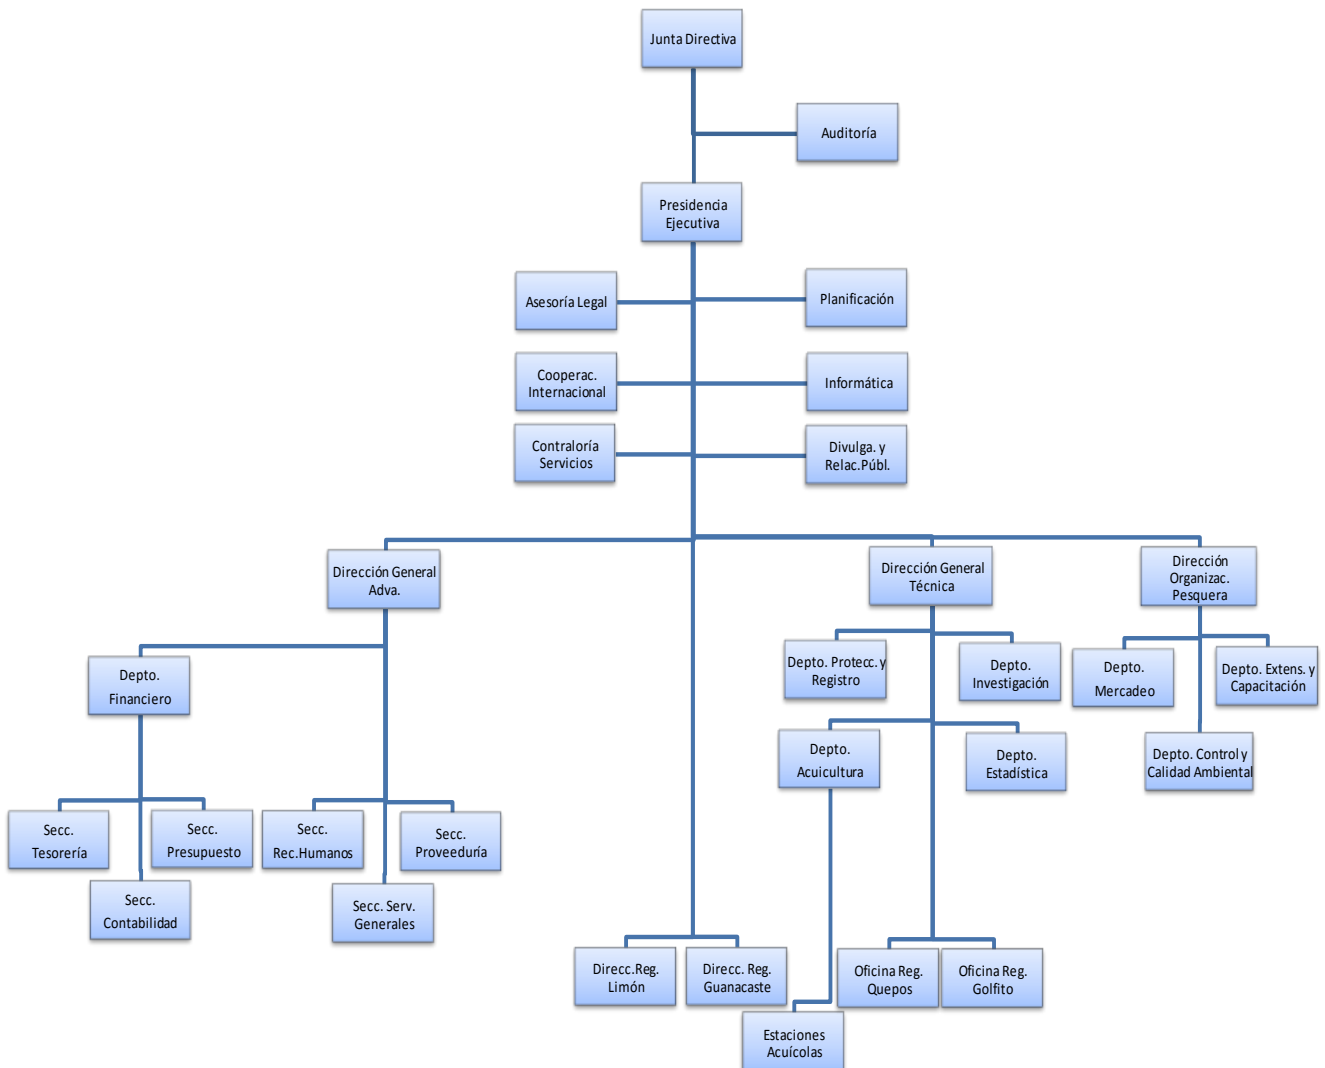 Junta Directiva
Auditoría
Presidencia
Ejecutiva
Asesoría Legal
Planificación
Cooperac.
Internacional
Informática
Contraloría
Servicios
Divulga. y
Relac.Públ.
Dirección General
Adva.
Dirección General
Técnica
Dirección
Organizac.
Pesquera
Depto.
Financiero
Depto. Protecc. y
Registro
Depto.
Investigación
Depto.
Mercadeo
Depto. Extens. y
Capacitación
Depto.
Acuicultura
Depto.
Estadística
Depto. Control y
Calidad Ambiental
Secc.
Tesorería
Secc.
Presupuesto
Secc.
Rec.Humanos
Secc.
Proveeduría
Secc.
Contabilidad
Secc. Serv.
Generales
Direcc.Reg.
Limón
Direcc. Reg.
Guanacaste
Oficina Reg.
Quepos
Oficina Reg.
Golfito
Estaciones
Acuícolas